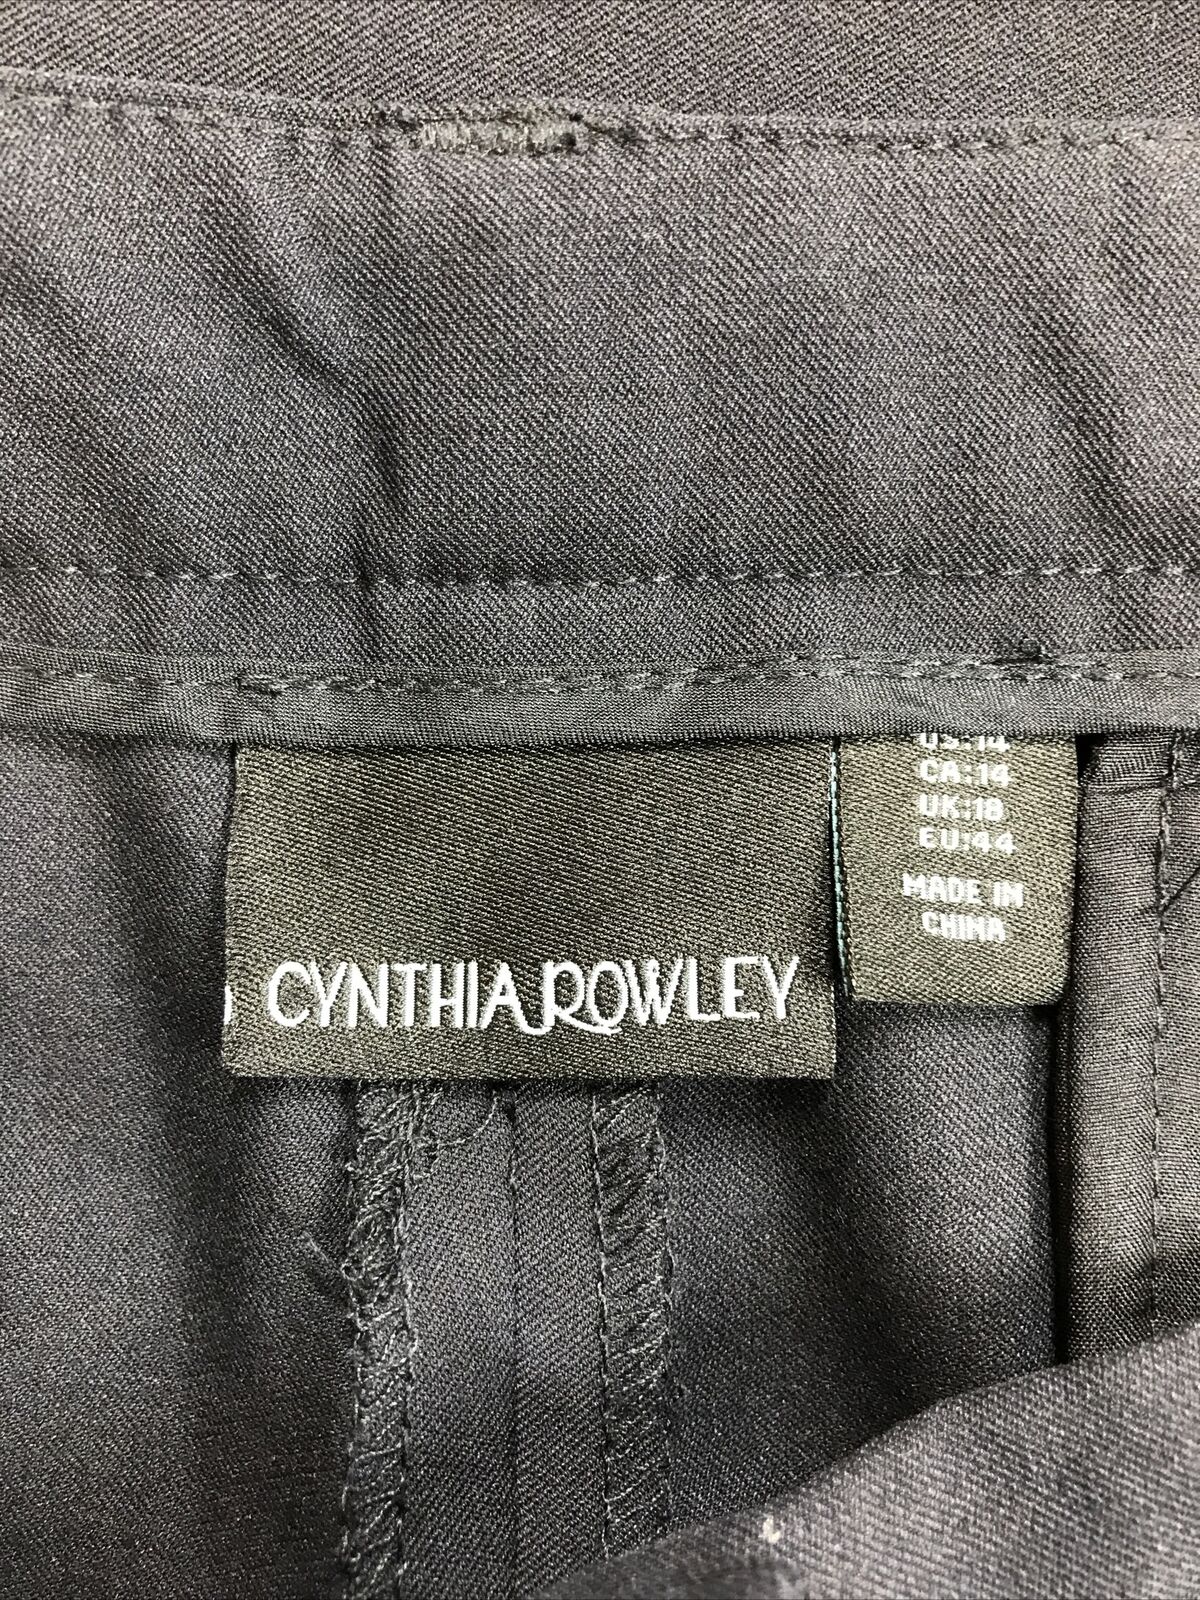 US:14
CA:14
UK:18
EU:44
MADE IN
CHINA
CYNTHIA ROWLEY